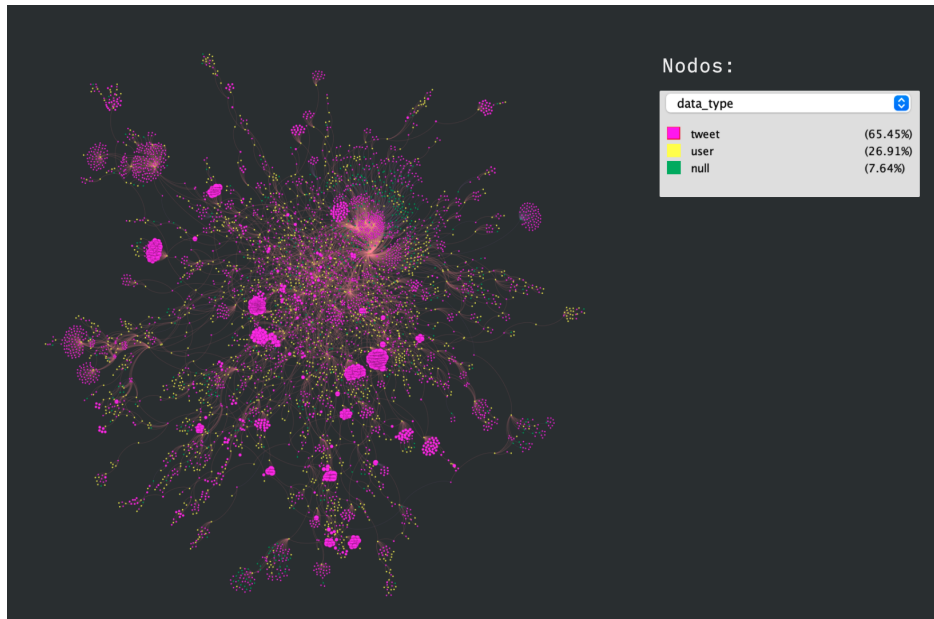 Nodos:
data_type
tweet (65.45%)
user (26.91%)
null (7.64%)